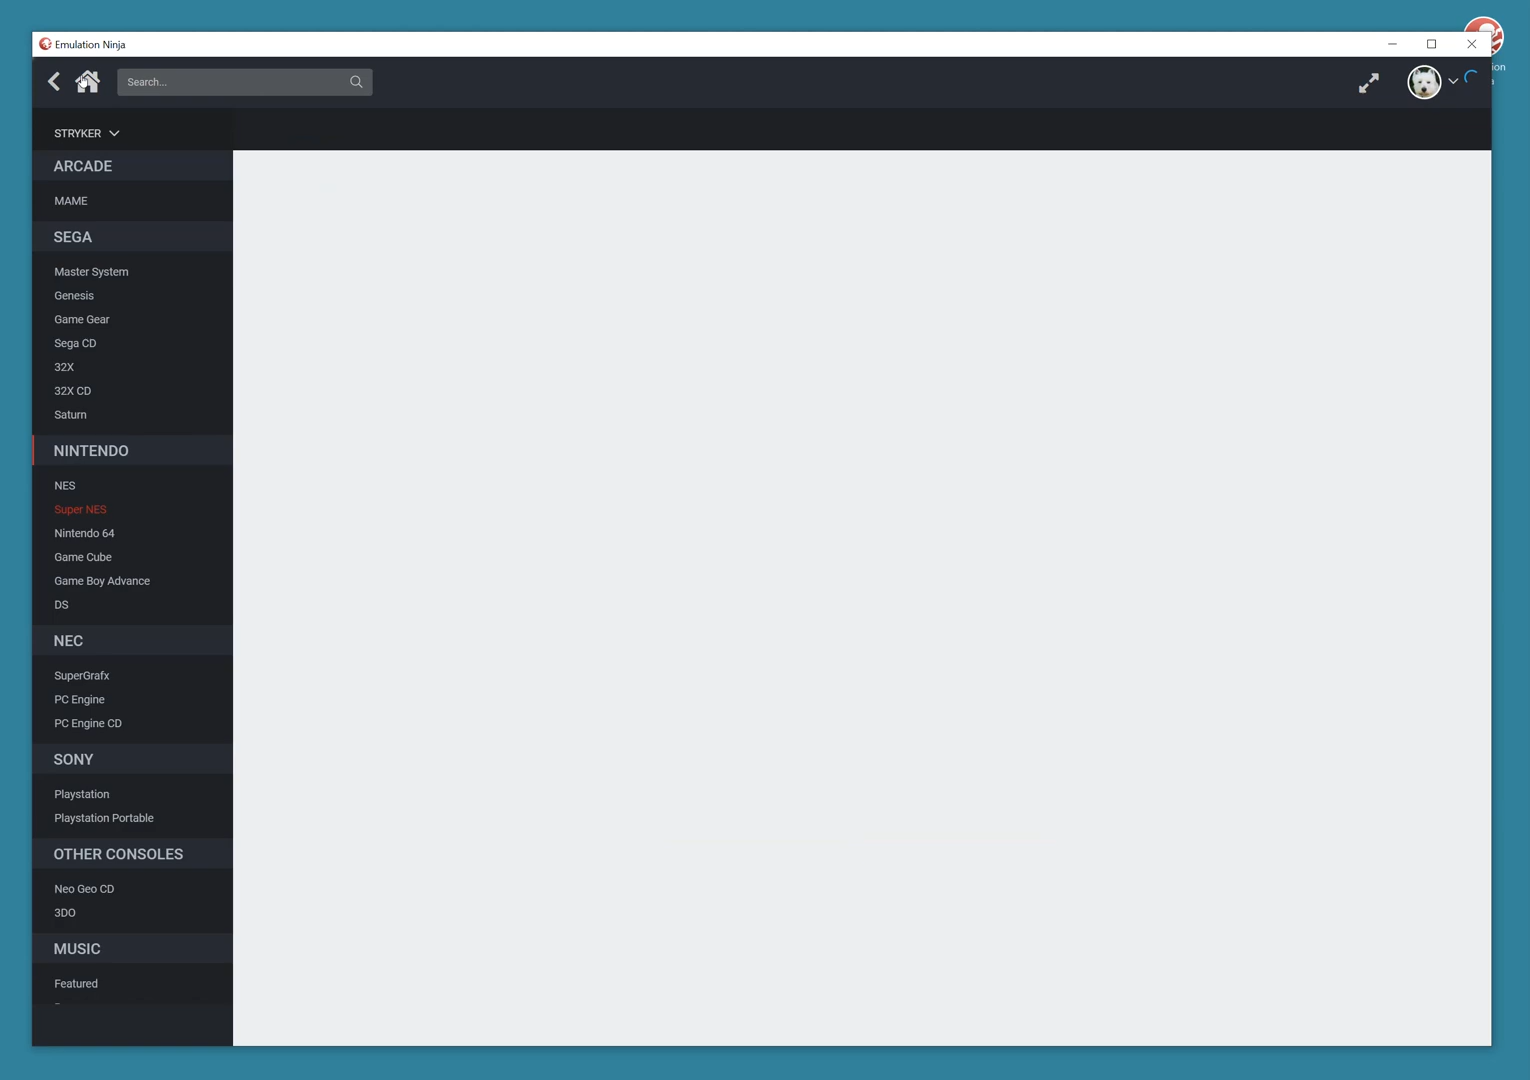 Emulation Ninja
Search...
STRYKER
ARCADE
MAME
SEGA
Master System
Genesis
Game Gear
Sega CD
32X
32X CD
Saturn
NINTENDO
NES
Super NES
Nintendo 64
Game Cube
Game Boy Advance
DS
NEC
SuperGrafx
PC Engine
PC Engine CD
SONY
Playstation
Playstation Portable
OTHER CONSOLES
Neo Geo CD
3DO
MUSIC
Featured